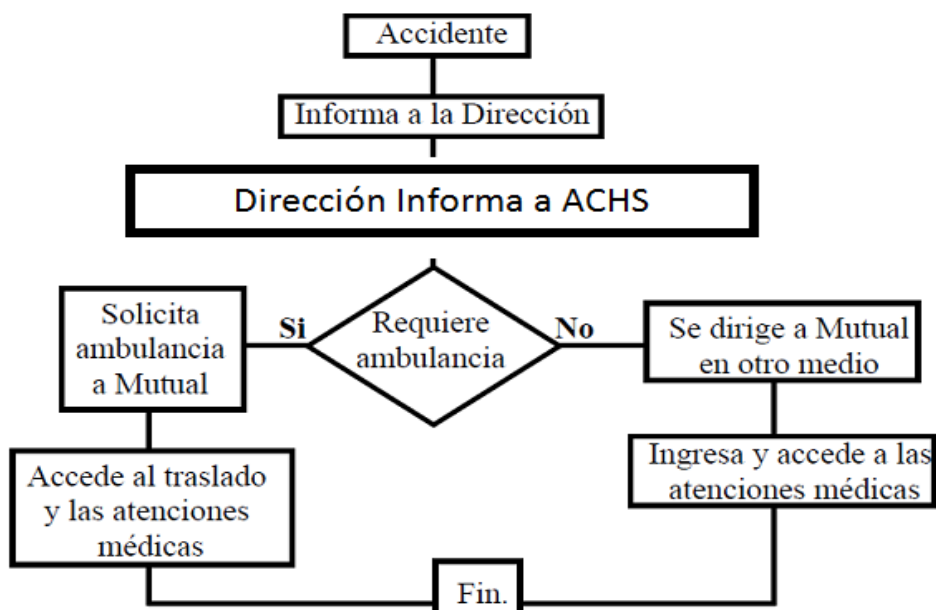 Accidente
Informa a la Dirección
Dirección Informa a ACHS
Solicita
ambulancia
a Mutual
Si
Requiere
ambulancia
No
Se dirige a Mutual
en otro medio
Accede al traslado
y las atenciones
médicas
Ingresa y accede a las
atenciones médicas
Fin.